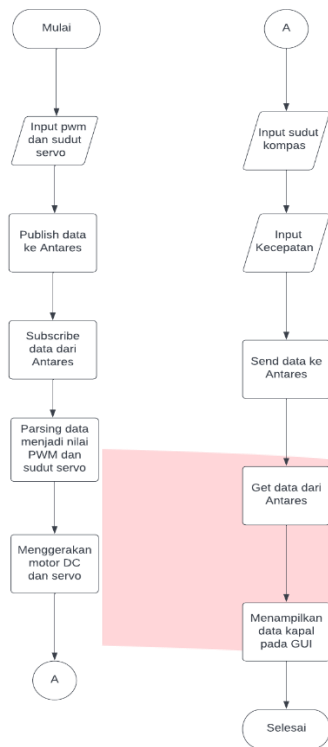 Mulai
Input pwm
dan sudut
servo
Publish data
ke Antares
Subscribe
data dari
Antares
Parsing data
menjadi nilai
PWM dan
sudut servo
Menggerakan
motor DC
dan servo
A
A
Input sudut
kompas
Input
Kecepatan
Send data ke
Antares
Get data dari
Antares
Menampilkan
data kapal
pada GUI
Selesai